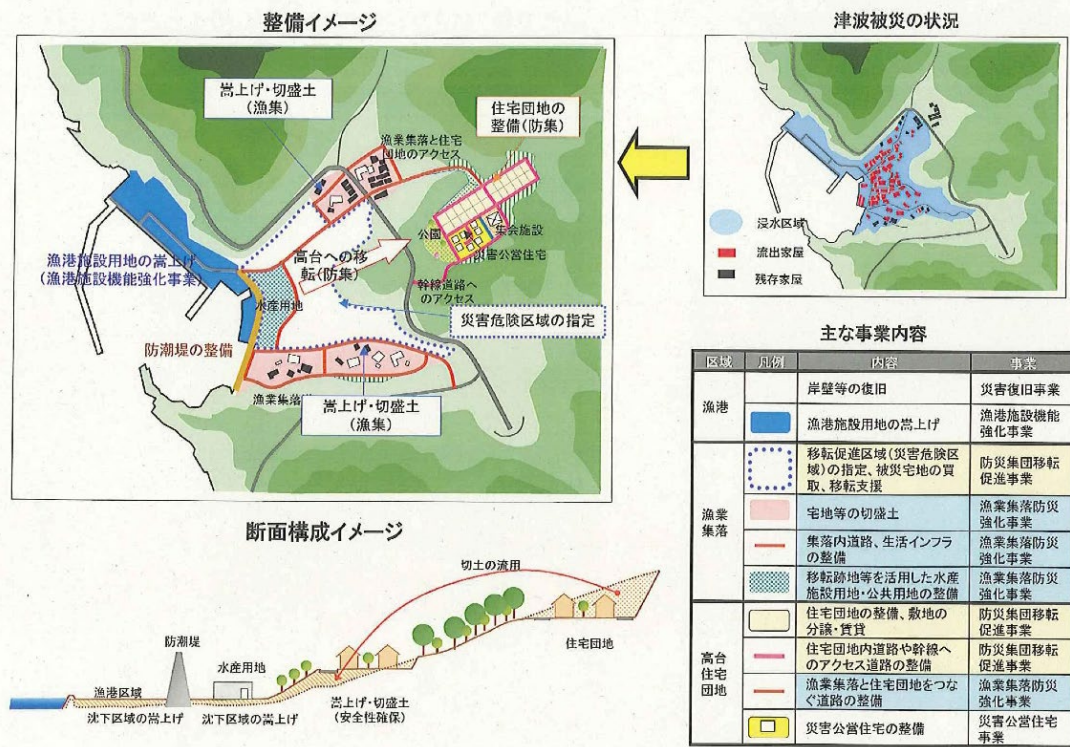 整備イメージ
嵩上げ・切盛土
(漁集)
住宅団地の
整備(防集)
漁業集落と住宅
団地のアクセス
公園
集会施設
災害公営住宅
高台への移
転(防集)
幹線道路へ
のアクセス
漁港施設用地の嵩上げ
(漁港施設機能強化事業)
水産用地
災害危険区域の指定
防潮堤の整備
漁業集落
嵩上げ・切盛土
(漁集)
津波被災の状況
浸水区域
流出家屋
残存家屋
断面構成イメージ
切土の流用
防潮堤
水産用地
住宅団地
漁港区域
嵩上げ・切盛土
(安全性確保)
沈下区域の嵩上げ
沈下区域の嵩上げ
主な事業内容
区域 凡例 内容 事業
漁港
岸壁等の復旧 災害復旧事業
漁港施設用地の嵩上げ 漁港施設機能
強化事業
漁業
集落
移転促進区域(災害危険区
域)の指定、被災宅地の買
取、移転支援
防災集団移転
促進事業
宅地等の切盛土 漁業集落防災
強化事業
集落内道路、生活インフラ
の整備
漁業集落防災
強化事業
移転跡地等を活用した水産
施設用地・公共用地の整備
漁業集落防災
強化事業
高台
住宅
団地
住宅団地の整備、敷地の
分譲・賃貸
防災集団移転
促進事業
住宅団地内道路や幹線へ
のアクセス道路の整備
防災集団移転
促進事業
漁業集落と住宅団地をつな
ぐ道路の整備
漁業集落防災
強化事業
災害公営住宅の整備 災害公営住宅
事業